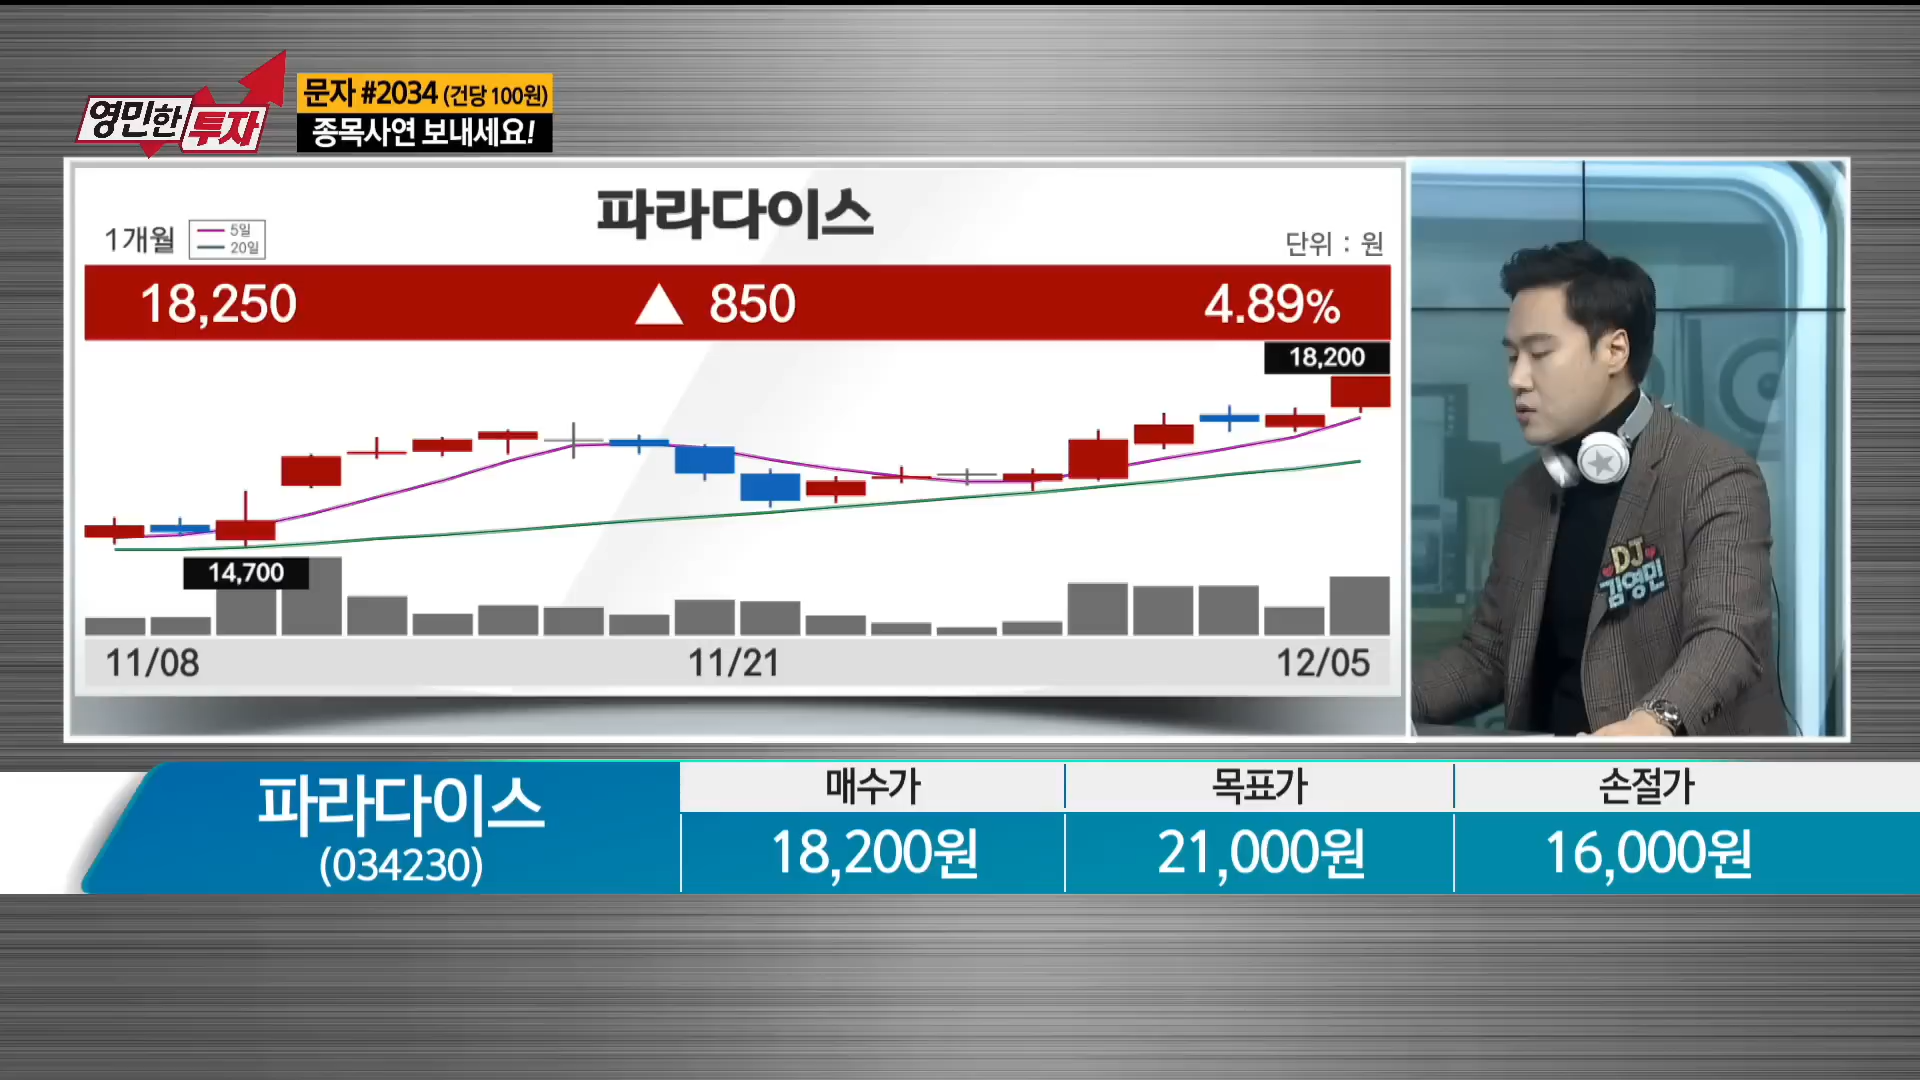 영민한 투자
문자 #2034 (건당 100원)
종목사연 보내세요!
파라다이스
1개월
5일
20일
단위 : 원
18,250 ▲ 850 4.89%
18,200
14,700
11/08 11/21 12/05
DJ
김영민
파라다이스
(034230)
매수가 목표가 손절가
18,200원 21,000원 16,000원